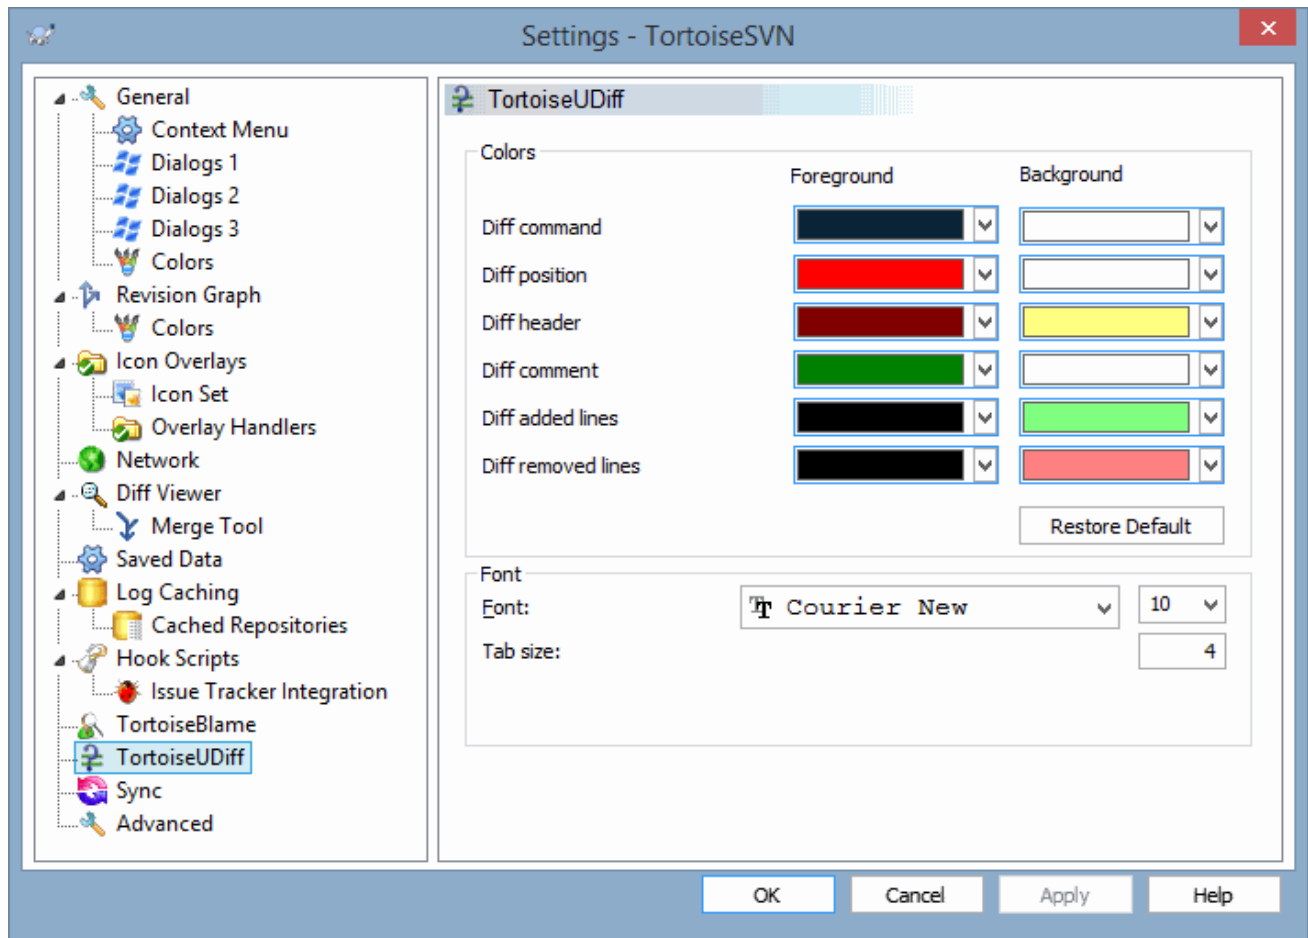 Settings - TortoiseSVN
General
Context Menu
Dialogs 1
Dialogs 2
Dialogs 3
Colors
Revision Graph
Colors
Icon Overlays
Icon Set
Overlay Handlers
Network
Diff Viewer
Merge Tool
Saved Data
Log Caching
Cached Repositories
Hook Scripts
Issue Tracker Integration
TortoiseBlame
TortoiseUDiff
Sync
Advanced
TortoiseUDiff
Colors
Foreground Background
Diff command
Diff position
Diff header
Diff comment
Diff added lines
Diff removed lines
Restore Default
Font
Font: Courier New 10
Tab size: 4
OK Cancel Apply Help